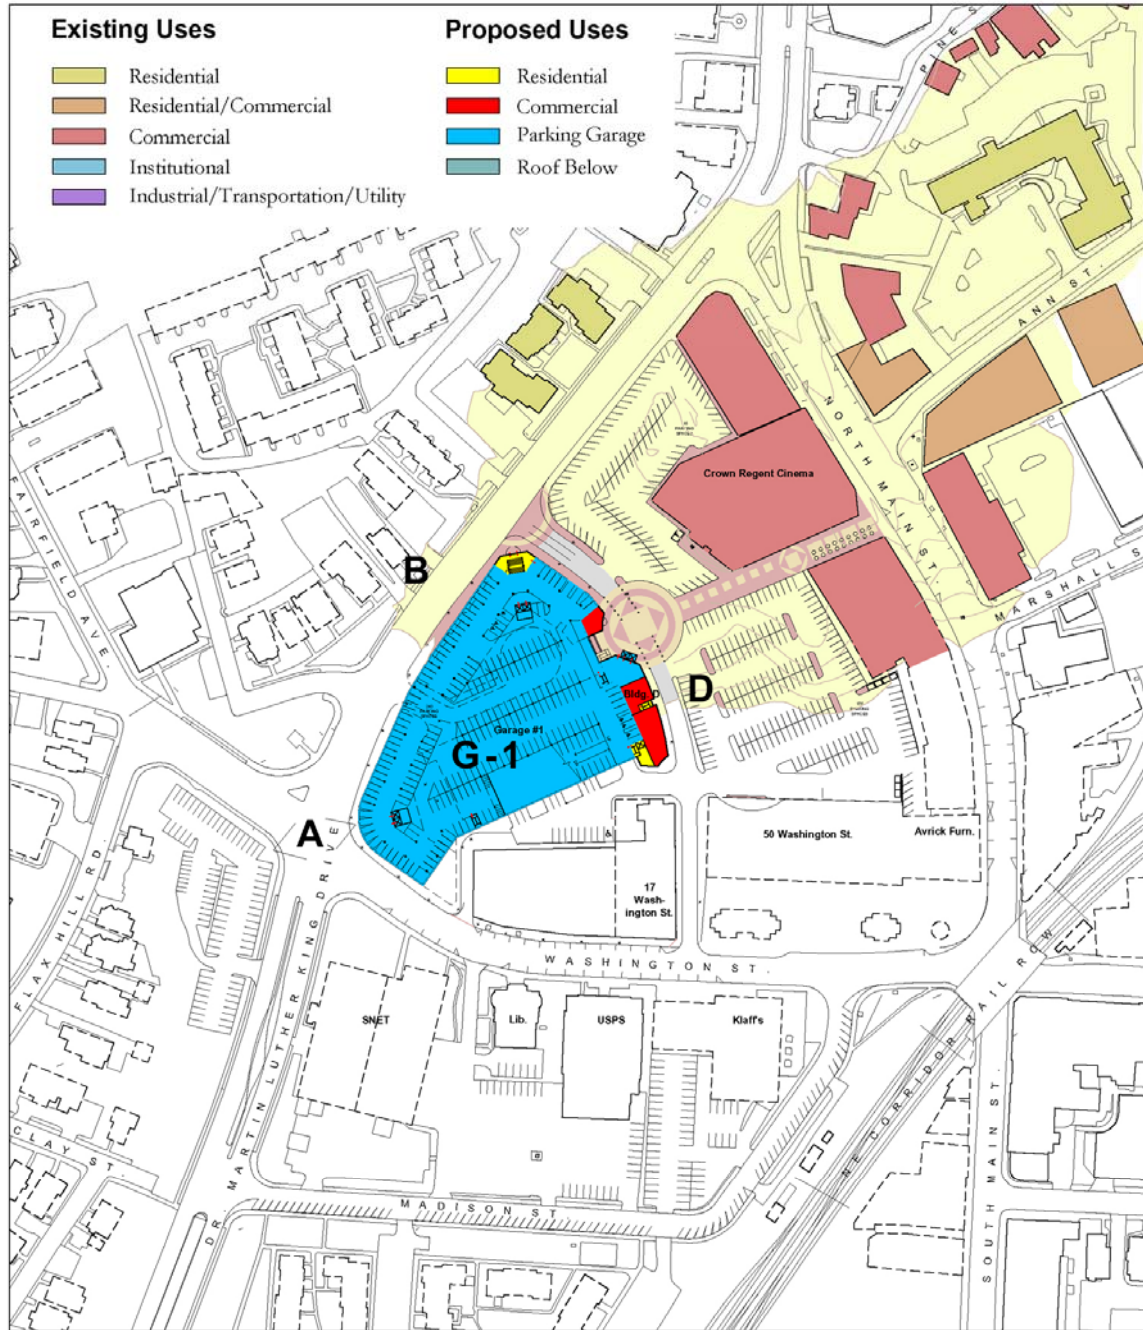 Existing Uses
Residential
Residential/Commercial
Commercial
Institutional
Industrial/Transportation/Utility
Proposed Uses
Residential
Commercial
Parking Garage
Roof Below
PINE S
ANN ST.
NORTH MAIN ST.
Crown Regent Cinema
MARSHALL S
FAIRFIELD AVE.
B
D
Bldg. D
Garage #1
G-1
A
50 Washington St.
Avrick Furn.
17
Wash-
ington St.
FLAX HILL RD.
MARTIN LUTHER KING DRIVE
WASHINGTON ST.
SNET
Lib.
USPS
Klaff's
NE CORRIDOR RAIL ROW
CLAY ST.
MADISON ST.
SOUTH MAIN ST.
DR